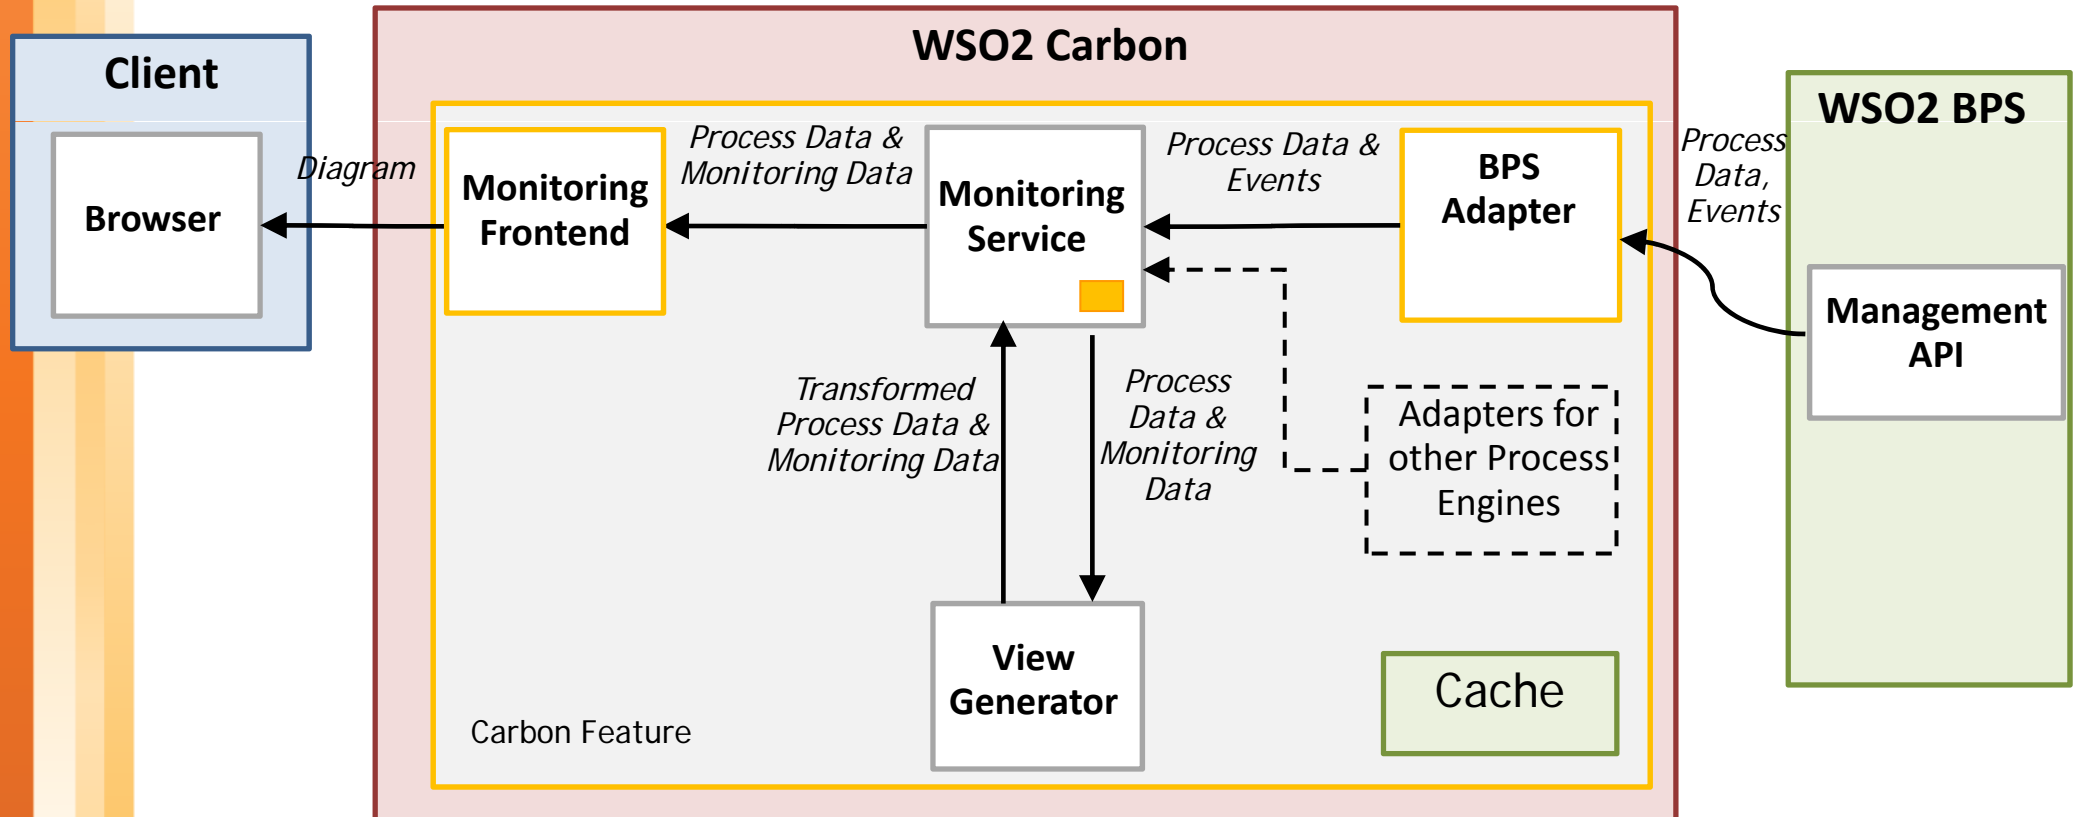 WSO2 Carbon
Client
WSO2 BPS
Browser
Diagram
Monitoring
Frontend
Process Data &
Monitoring Data
Monitoring
Service
Process Data &
Events
BPS
Adapter
Process
Data,
Events
Management
API
Transformed
Process Data &
Monitoring Data
Process
Data &
Monitoring
Data
Adapters for
other Process
Engines
View
Generator
Cache
Carbon Feature